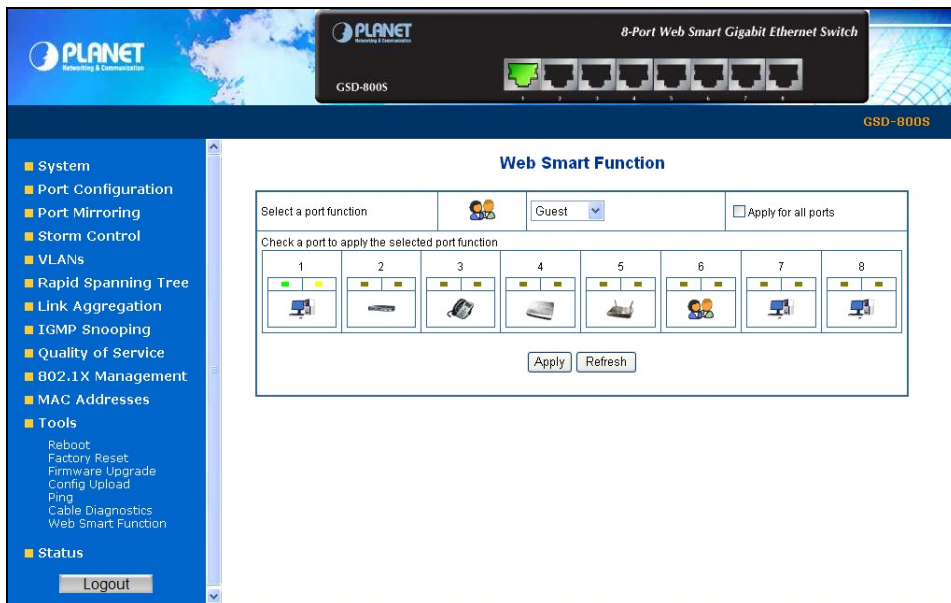 PLANET
Networking & Communication
PLANET
Networking & Communication
8-Port Web Smart Gigabit Ethernet Switch
GSD-800S
1 2 3 4 5 6 7 8
GSD-800S
System
Port Configuration
Port Mirroring
Storm Control
VLANs
Rapid Spanning Tree
Link Aggregation
IGMP Snooping
Quality of Service
802.1X Management
MAC Addresses
Tools
Reboot
Factory Reset
Firmware Upgrade
Config Upload
Ping
Cable Diagnostics
Web Smart Function
Status
Logout
Web Smart Function
Select a port function Guest Apply for all ports
Check a port to apply the selected port function
1 2 3 4 5 6 7 8
Apply Refresh